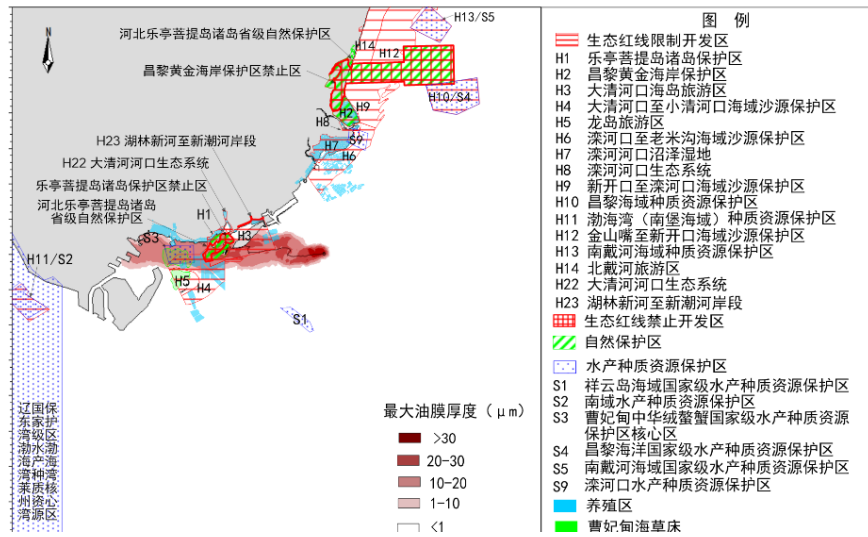 H13/S5
河北乐亭菩提岛诸岛省级自然保护区
H14
H12
昌黎黄金海岸保护区禁止区
N
H10/S4
H9
H2
H8
S9
H23 湖林新河至新潮河岸段
H7
H6
H22 大清河河口生态系统
乐亭菩提岛诸岛保护区禁止区
河北乐亭菩提岛诸岛
省级自然保护区
H1
H3
S3
H11/S2
H5
H4
S1
辽国保
东家护
湾级区
渤水渤
海产海
湾种湾
莱质核
州资心
湾源区
最大油膜厚度(μm)
>30
20-30
10-20
1-10
<1
图 例
生态红线限制开发区
H1 乐亭菩提岛诸岛保护区
H2 昌黎黄金海岸保护区
H3 大清河口海岛旅游区
H4 大清河口至小清河口海域沙源保护区
H5 龙岛旅游区
H6 滦河口至老米沟海域沙源保护区
H7 滦河河口沼泽湿地
H8 滦河河口生态系统
H9 新开口至滦河口海域沙源保护区
H10 昌黎海域种质资源保护区
H11 渤海湾(南堡海域)种质资源保护区
H12 金山嘴至新开口海域沙源保护区
H13 南戴河海域种质资源保护区
H14 北戴河旅游区
H22 大清河口生态系统
H23 湖林新河至新潮河岸段
生态红线禁止开发区
自然保护区
水产种质资源保护区
S1 祥云岛海域国家级水产种质资源保护区
S2 南域水产种质资源保护区
S3 曹妃甸中华绒螯蟹国家级水产种质资源
保护区核心区
S4 昌黎海洋国家级水产种质资源保护区
S5 南戴河海域国家级水产种质资源保护区
S9 滦河口水产种质资源保护区
养殖区
曹妃甸海草床